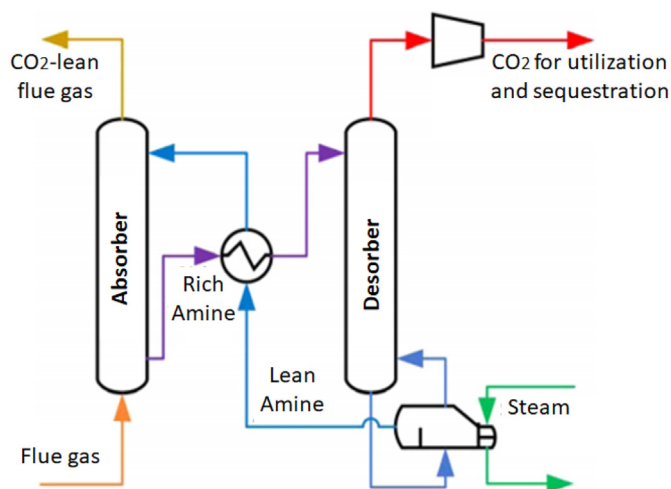 CO2-lean
flue gas
CO2 for utilization
and sequestration
Absorber
Desorber
Rich
Amine
Lean
Amine
Steam
Flue gas